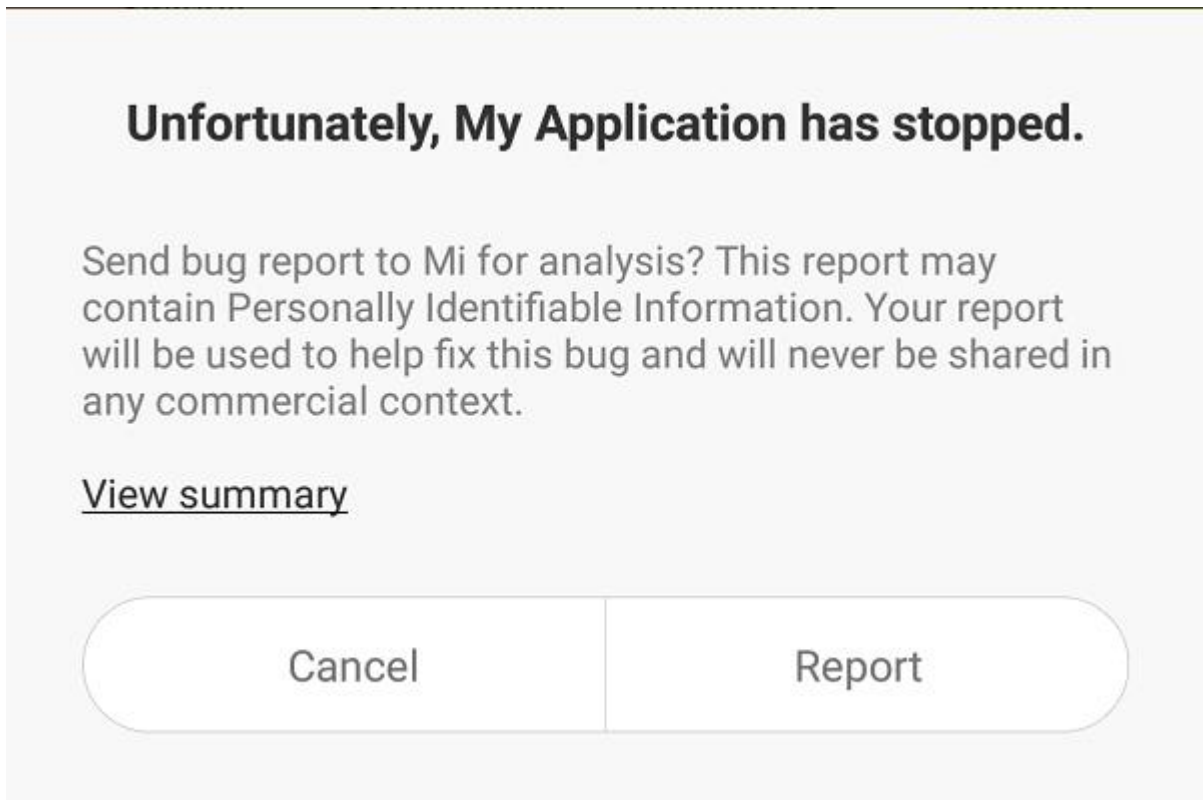 Unfortunately, My Application has stopped.
Send bug report to Mi for analysis? This report may
contain Personally Identifiable Information. Your report
will be used to help fix this bug and will never be shared in
any commercial context.
View summary
Cancel
Report